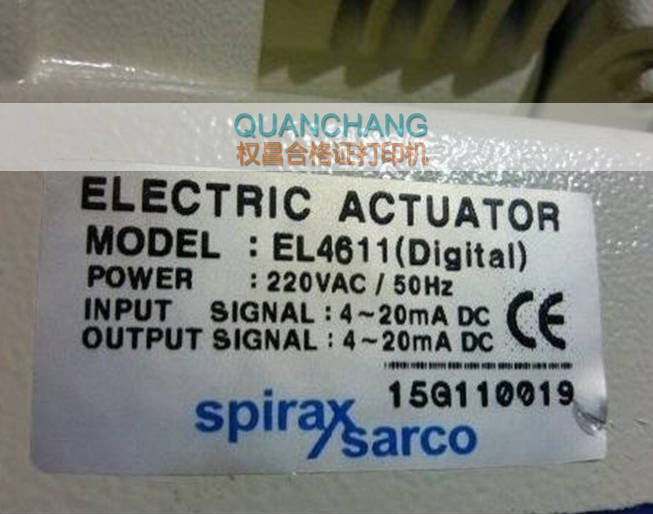 QUANCHANG
权昌合格证打印机
ELECTRIC ACTUATOR
MODEL : EL4611(Digital)
POWER : 220VAC / 50Hz
INPUT SIGNAL : 4~20mA DC
OUTPUT SIGNAL : 4~20mA DC
CE
15G110019
spirax
sarco